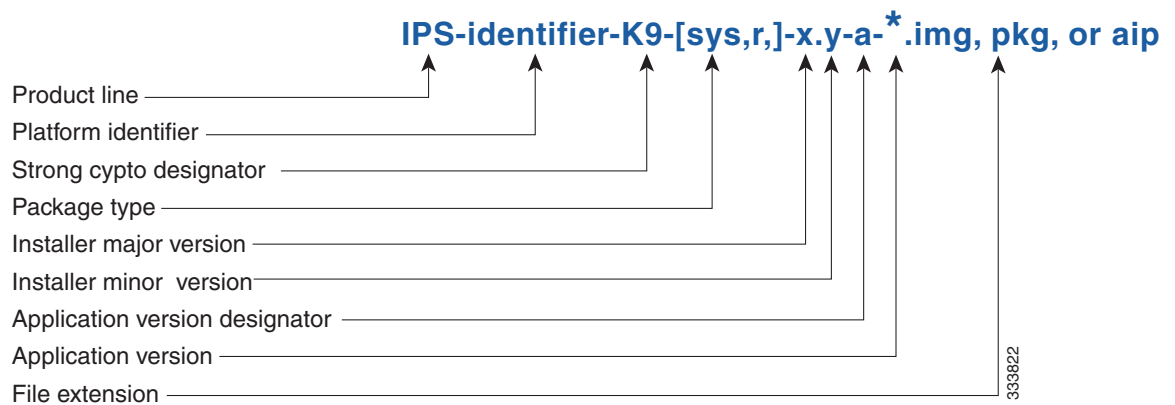 IPS-identifier-K9-[sys,r,]-x.y-a-*.img, pkg, or aip
Product line
Platform identifier
Strong cypto designator
Package type
Installer major version
Installer minor version
Application version designator
Application version
File extension
333822